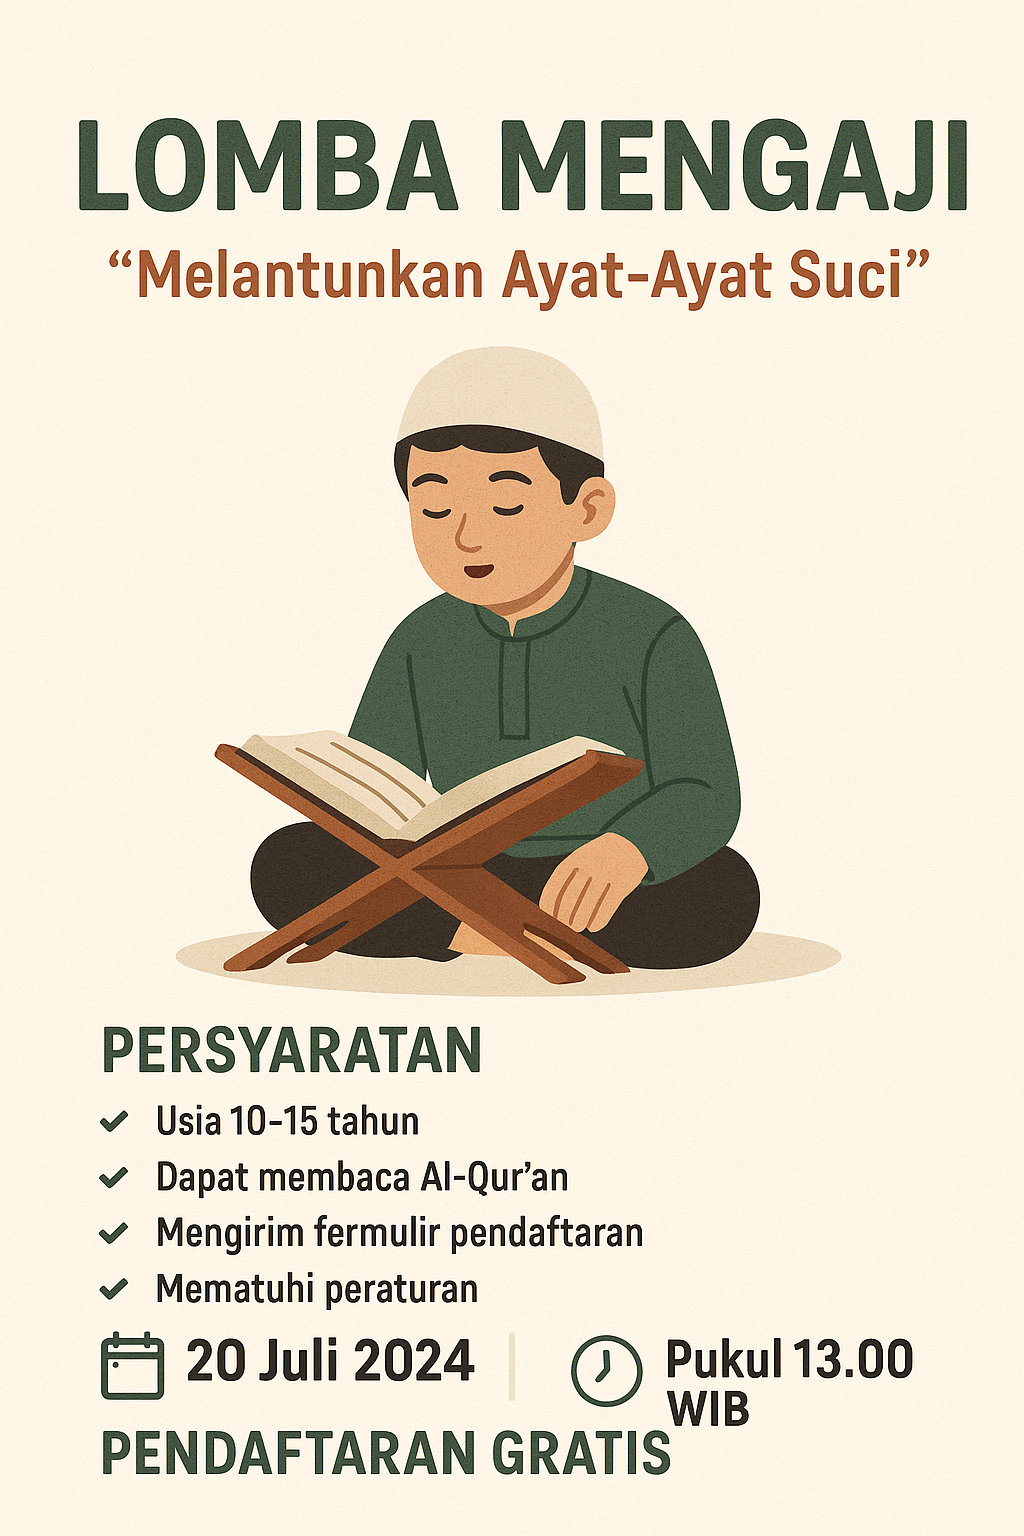 LOMBA MENGAJI
“Melantunkan Ayat-Ayat Suci”
PERSYARATAN
Usia 10-15 tahun
Dapat membaca Al-Qur’an
Mengirim fermulir pendaftaran
Mematuhi peraturan
20 Juli 2024
Pukul 13.00
WIB
PENDAFTARAN GRATIS